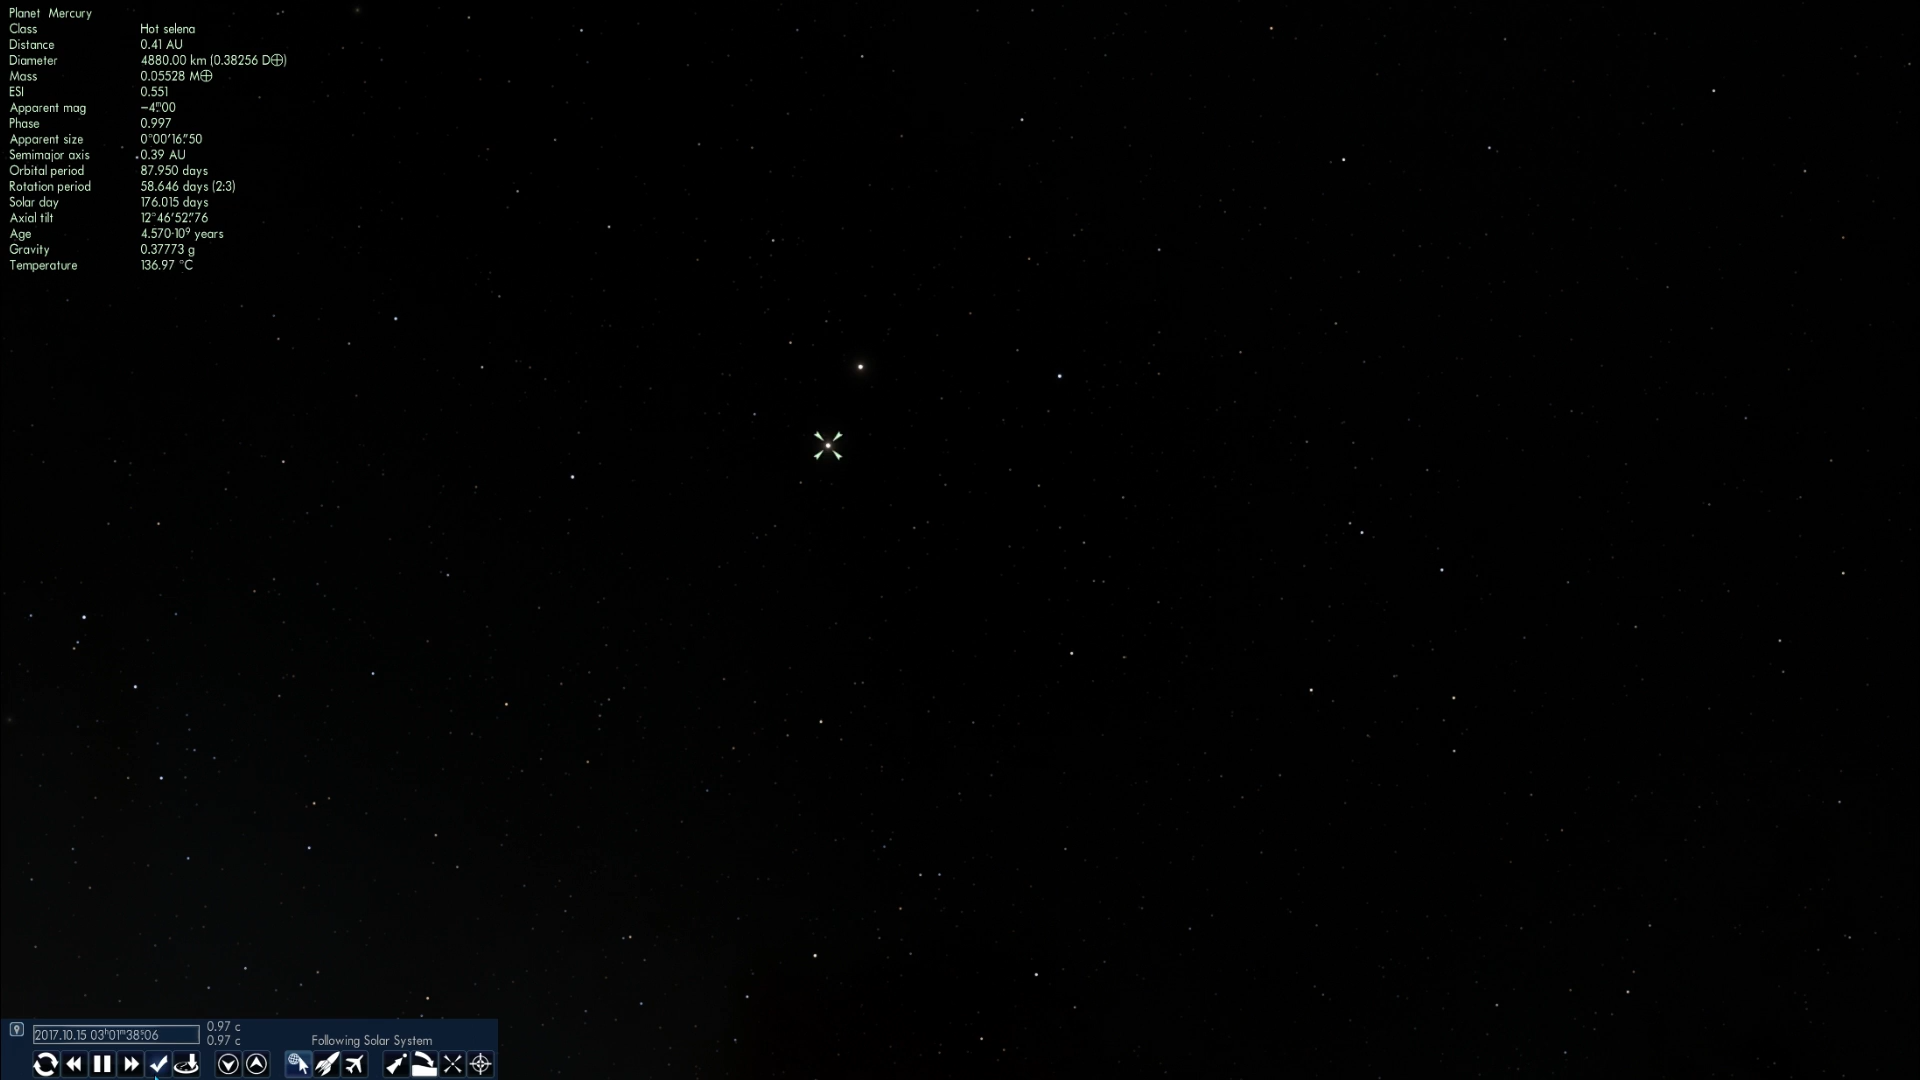 Planet Mercury
Class Hot selena
Distance 0.41 AU
Diameter 4880.00 km (0.38256 D⊕)
Mass 0.05528 M⊕
ESI 0.551
Apparent mag −4ᵐ.00
Phase 0.997
Apparent size 0°00'16."50
Semimajor axis 0.39 AU
Orbital period 87.950 days
Rotation period 58.646 days (2:3)
Solar day 176.015 days
Axial tilt 12°46'52."76
Age 4.570·10⁹ years
Gravity 0.37773 g
Temperature 136.97 °C
0.97 c
2017.10.15 03ʰ01ᵐ38ˢ.06
0.97 c Following Solar System